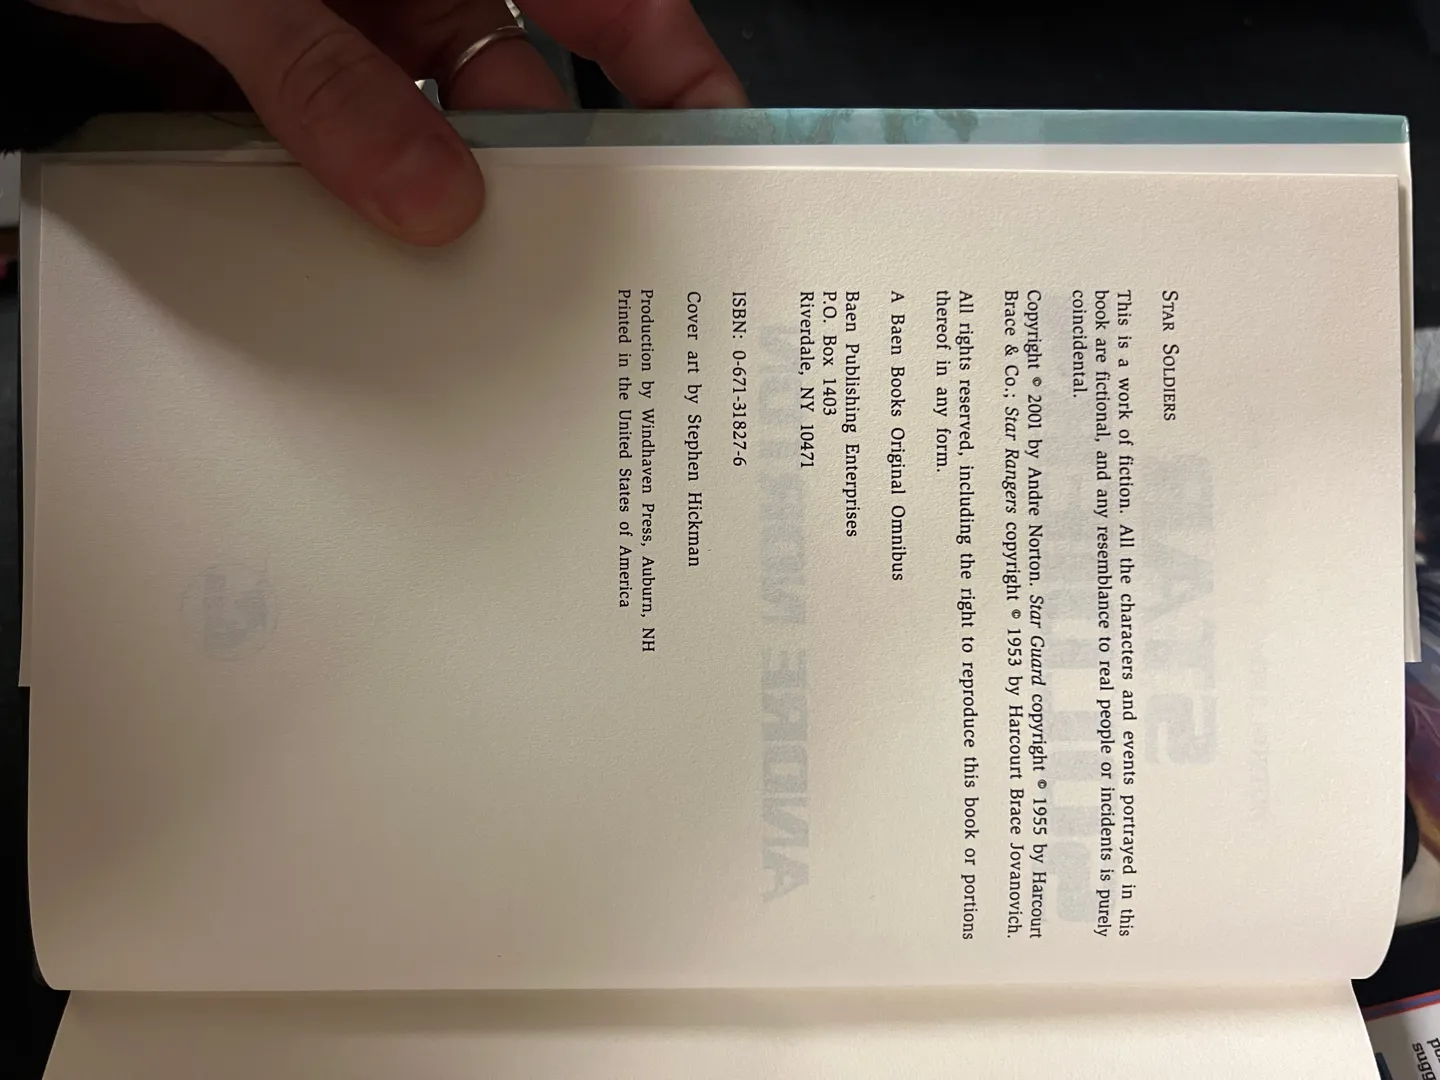 STAR SOLDIERS
This is a work of fiction. All the characters and events portrayed in this
book are fictional, and any resemblance to real people or incidents is purely
coincidental.
Copyright © 2001 by Andre Norton. Star Guard copyright © 1955 by Harcourt
Brace & Co.; Star Rangers copyright © 1953 by Harcourt Brace Jovanovich.
All rights reserved, including the right to reproduce this book or portions
thereof in any form.
A Baen Books Original Omnibus
Baen Publishing Enterprises
P.O. Box 1403
Riverdale, NY 10471
ISBN: 0-671-31827-6
Cover art by Stephen Hickman
Production by Windhaven Press, Auburn, NH
Printed in the United States of America